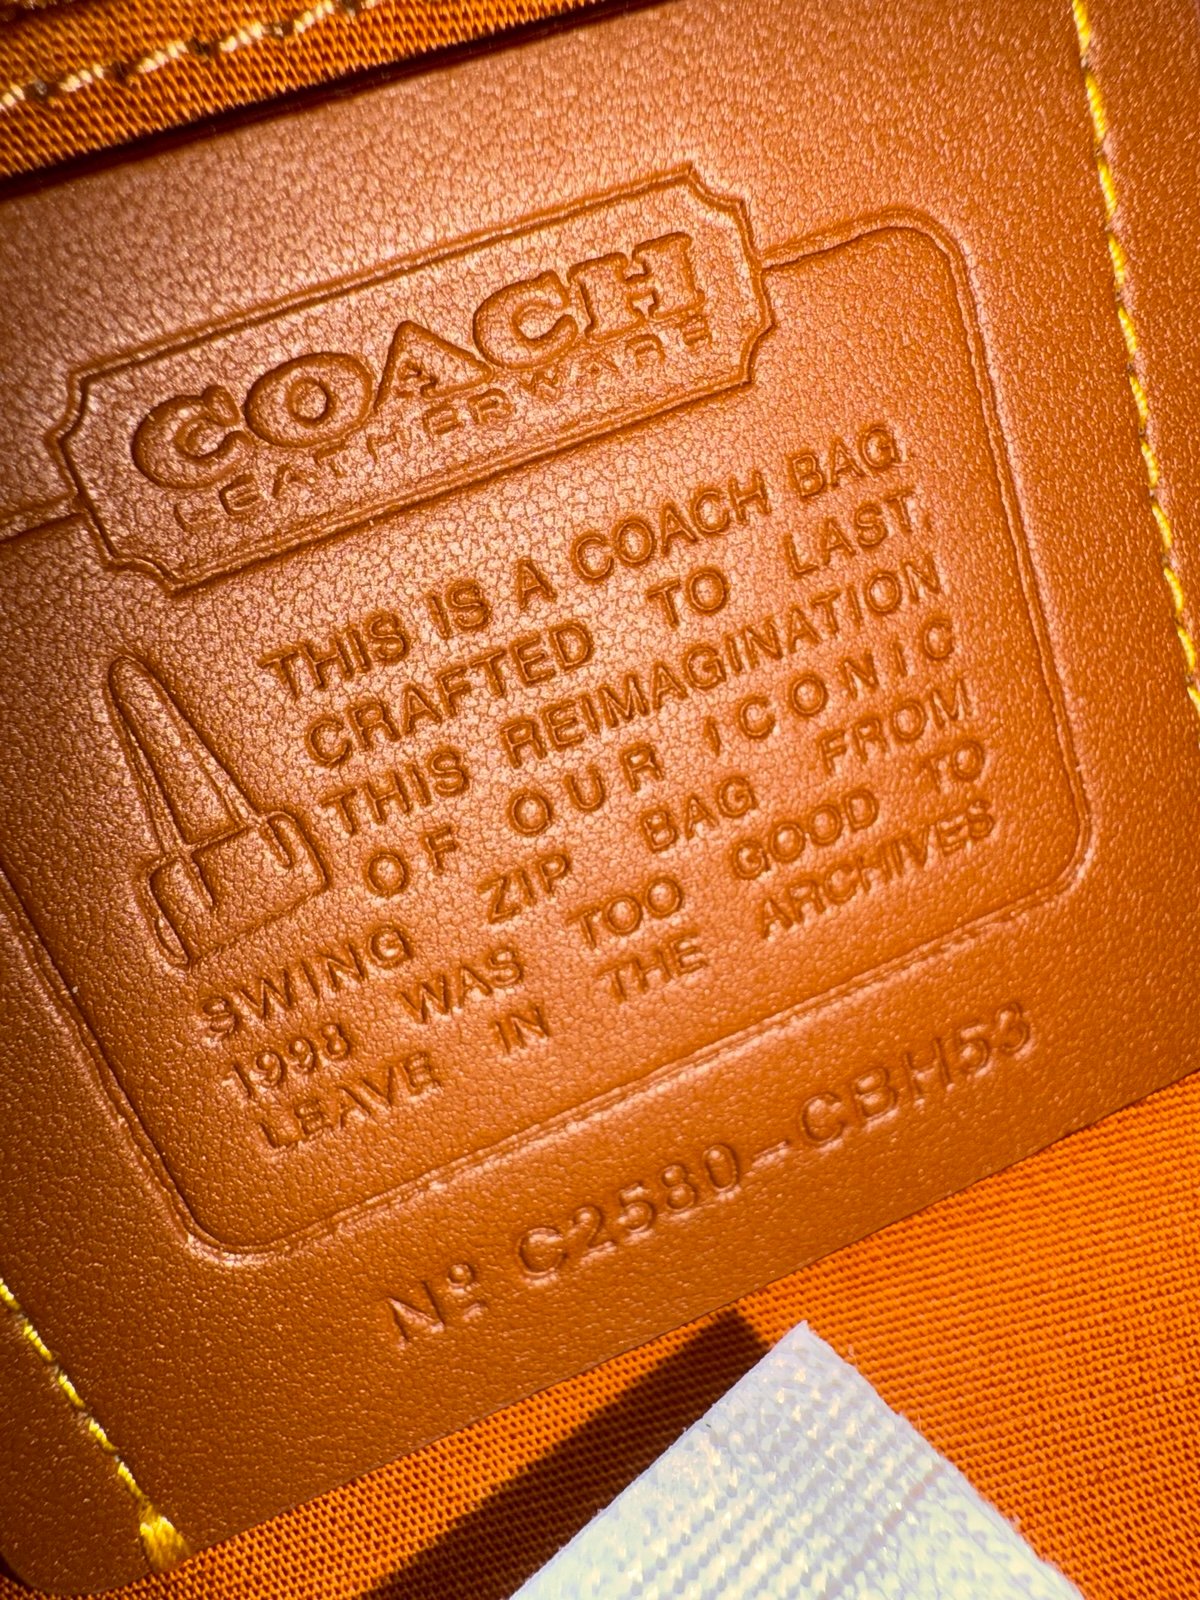 COACH
LEATHERWARE
THIS IS A COACH BAG
CRAFTED TO LAST.
THIS REIMAGINATION
OF OUR ICONIC
SWING ZIP BAG FROM
1998 WAS TOO GOOD TO
LEAVE IN THE ARCHIVES
Nº C2580-CBH53